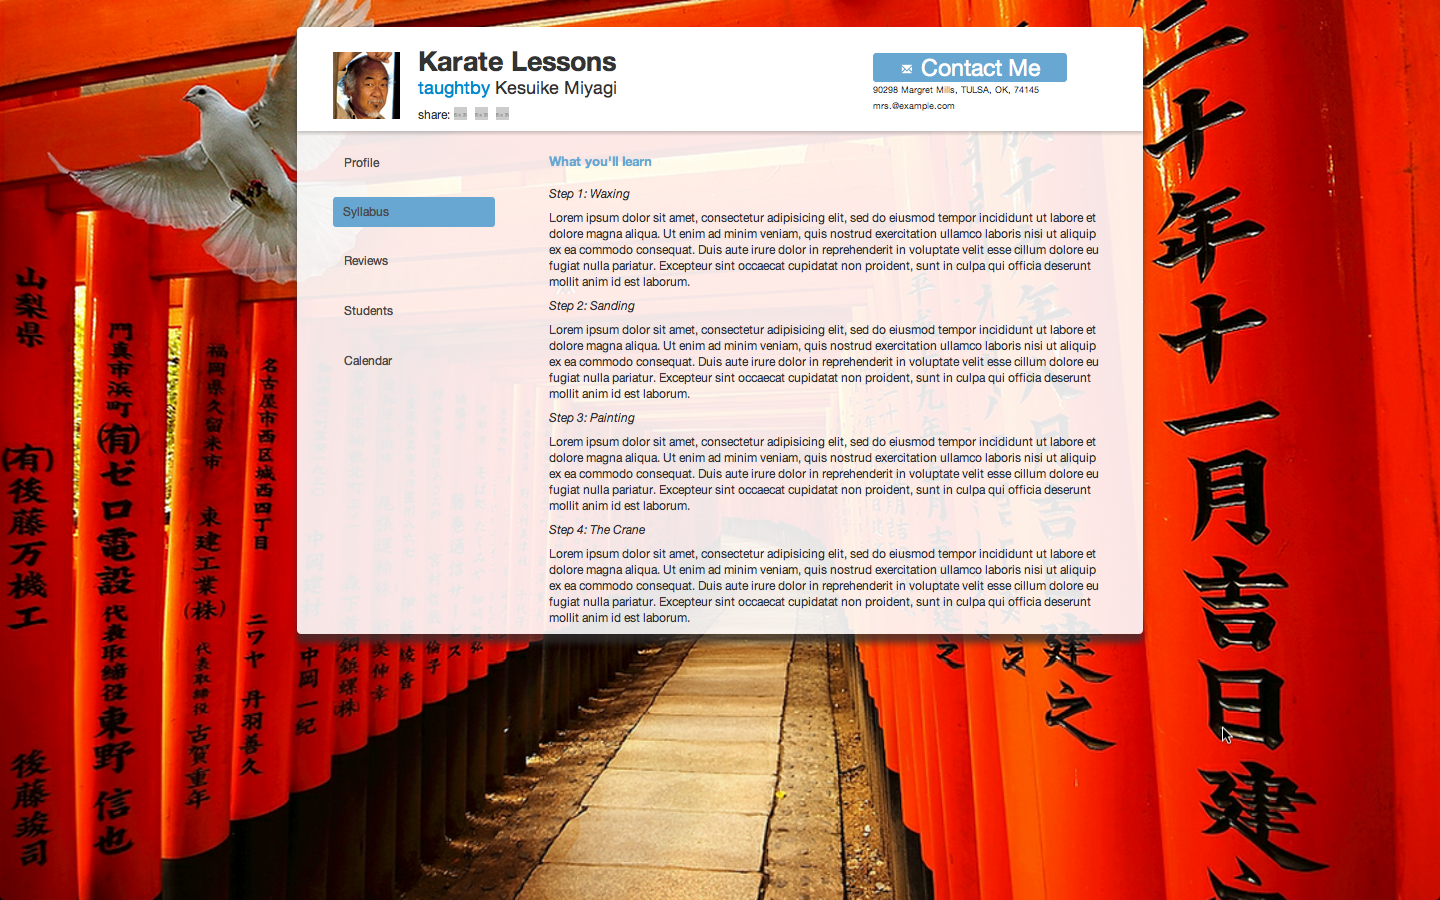 Karate Lessons
taughtby Kesuike Miyagi
share:
Contact Me
90298 Margret Mills, TULSA, OK, 74145
mrs.@example.com
Profile
Syllabus
Reviews
Students
Calendar
What you'll learn
Step 1: Waxing
Lorem ipsum dolor sit amet, consectetur adipisicing elit, sed do eiusmod tempor incididunt ut labore et
dolore magna aliqua. Ut enim ad minim veniam, quis nostrud exercitation ullamco laboris nisi ut aliquip
ex ea commodo consequat. Duis aute irure dolor in reprehenderit in voluptate velit esse cillum dolore eu
fugiat nulla pariatur. Excepteur sint occaecat cupidatat non proident, sunt in culpa qui officia deserunt
mollit anim id est laborum.
Step 2: Sanding
Lorem ipsum dolor sit amet, consectetur adipisicing elit, sed do eiusmod tempor incididunt ut labore et
dolore magna aliqua. Ut enim ad minim veniam, quis nostrud exercitation ullamco laboris nisi ut aliquip
ex ea commodo consequat. Duis aute irure dolor in reprehenderit in voluptate velit esse cillum dolore eu
fugiat nulla pariatur. Excepteur sint occaecat cupidatat non proident, sunt in culpa qui officia deserunt
mollit anim id est laborum.
Step 3: Painting
Lorem ipsum dolor sit amet, consectetur adipisicing elit, sed do eiusmod tempor incididunt ut labore et
dolore magna aliqua. Ut enim ad minim veniam, quis nostrud exercitation ullamco laboris nisi ut aliquip
ex ea commodo consequat. Duis aute irure dolor in reprehenderit in voluptate velit esse cillum dolore eu
fugiat nulla pariatur. Excepteur sint occaecat cupidatat non proident, sunt in culpa qui officia deserunt
mollit anim id est laborum.
Step 4: The Crane
Lorem ipsum dolor sit amet, consectetur adipisicing elit, sed do eiusmod tempor incididunt ut labore et
dolore magna aliqua. Ut enim ad minim veniam, quis nostrud exercitation ullamco laboris nisi ut aliquip
ex ea commodo consequat. Duis aute irure dolor in reprehenderit in voluptate velit esse cillum dolore eu
fugiat nulla pariatur. Excepteur sint occaecat cupidatat non proident, sunt in culpa qui officia deserunt
mollit anim id est laborum.
山梨県 (有)後藤万機工 後藤竣司
門真市浜町(有)ゼロ電設 代表取締役 東野信也
福岡県久留米市 東建工業(株) 代表取締役 古賀重年
名古屋市西区城西四丁目 ニワヤ 丹羽善久
中岡一紀
二十年十一月吉日建
建之